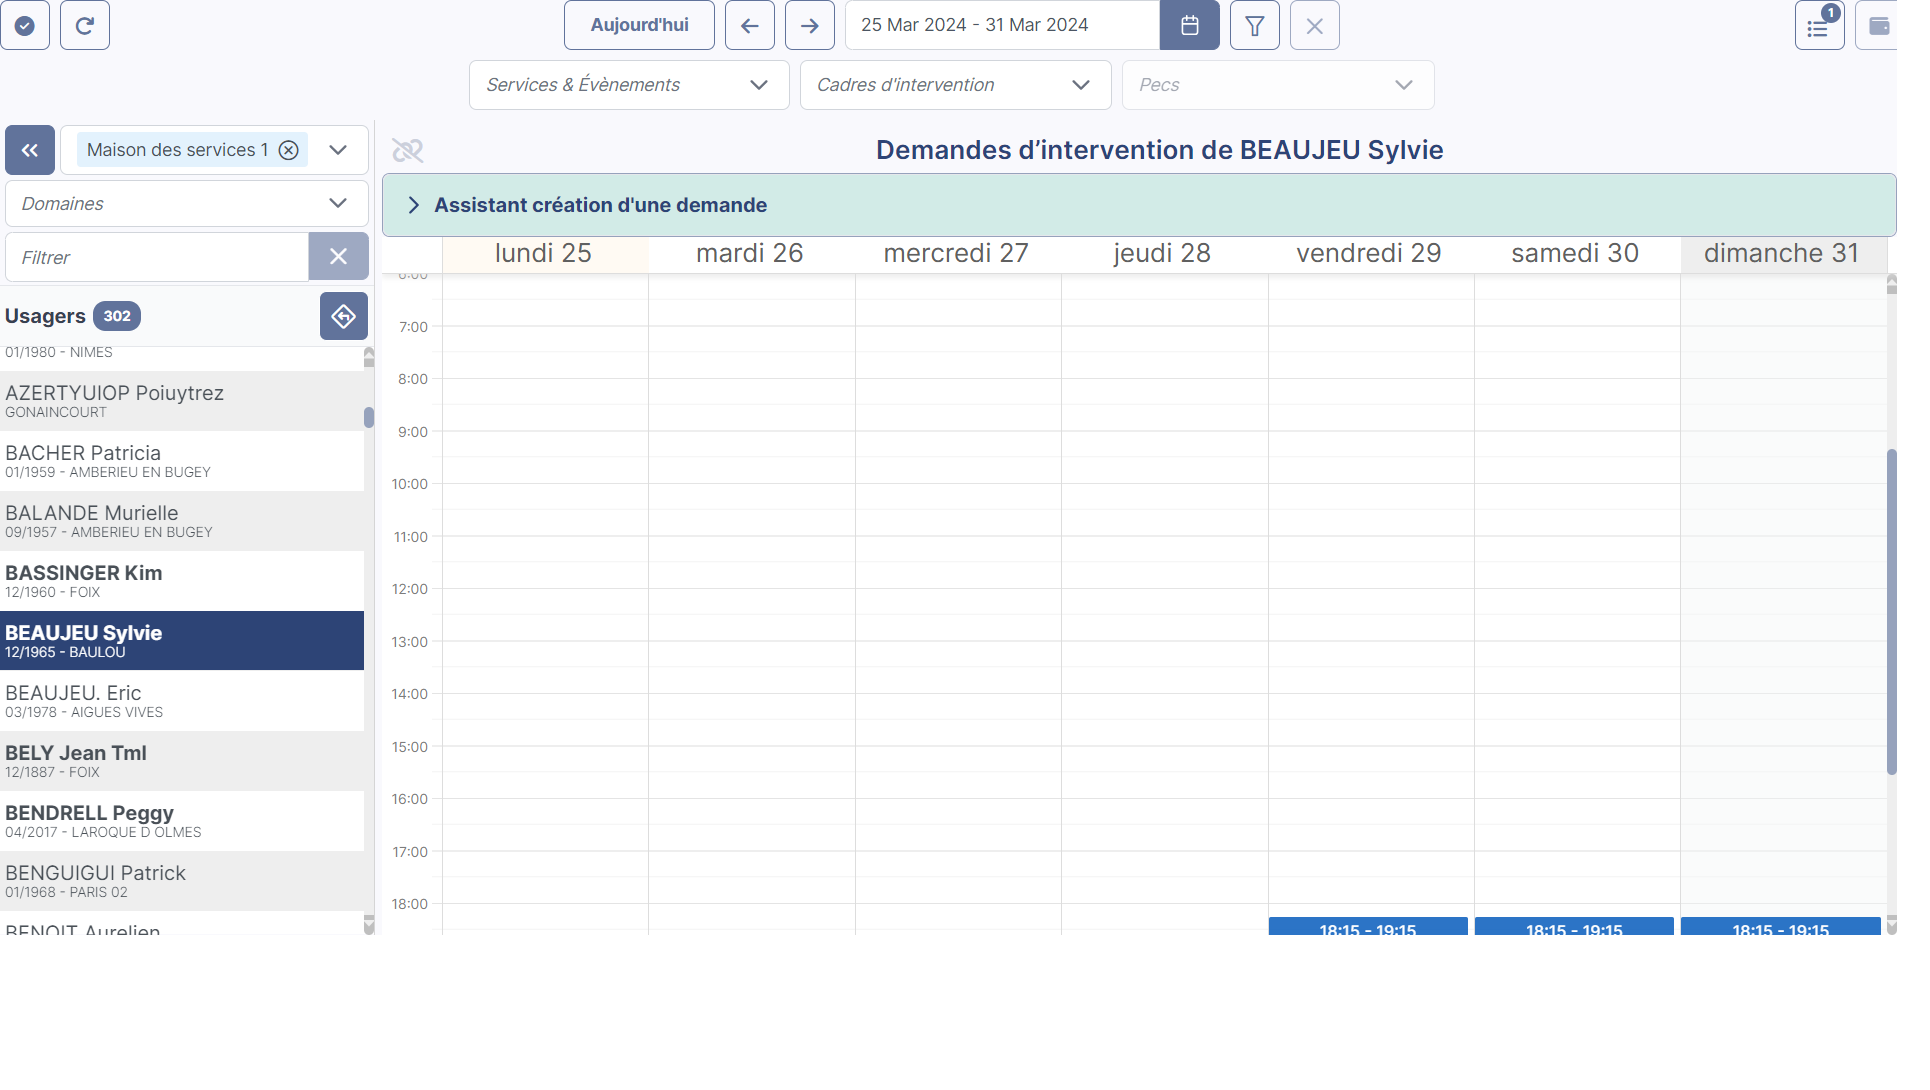 Aujourd'hui
25 Mar 2024 - 31 Mar 2024
1
Services & Évènements
Cadres d'intervention
Pecs
Maison des services 1
Domaines
Filtrer
Usagers 302
01/1980 - NIMES
AZERTYUIOP Poiuytrez
GONAINCOURT
BACHER Patricia
01/1959 - AMBERIEU EN BUGEY
BALANDE Murielle
09/1957 - AMBERIEU EN BUGEY
BASSINGER Kim
12/1960 - FOIX
BEAUJEU Sylvie
12/1965 - BAULOU
BEAUJEU. Eric
03/1978 - AIGUES VIVES
BELY Jean Tml
12/1887 - FOIX
BENDRELL Peggy
04/2017 - LAROQUE D OLMES
BENGUIGUI Patrick
01/1968 - PARIS 02
BENOIT Aurelien
Demandes d’intervention de BEAUJEU Sylvie
Assistant création d'une demande
lundi 25
mardi 26
mercredi 27
jeudi 28
vendredi 29
samedi 30
dimanche 31
6:00
7:00
8:00
9:00
10:00
11:00
12:00
13:00
14:00
15:00
16:00
17:00
18:00
18:15 - 19:15
18:15 - 19:15
18:15 - 19:15